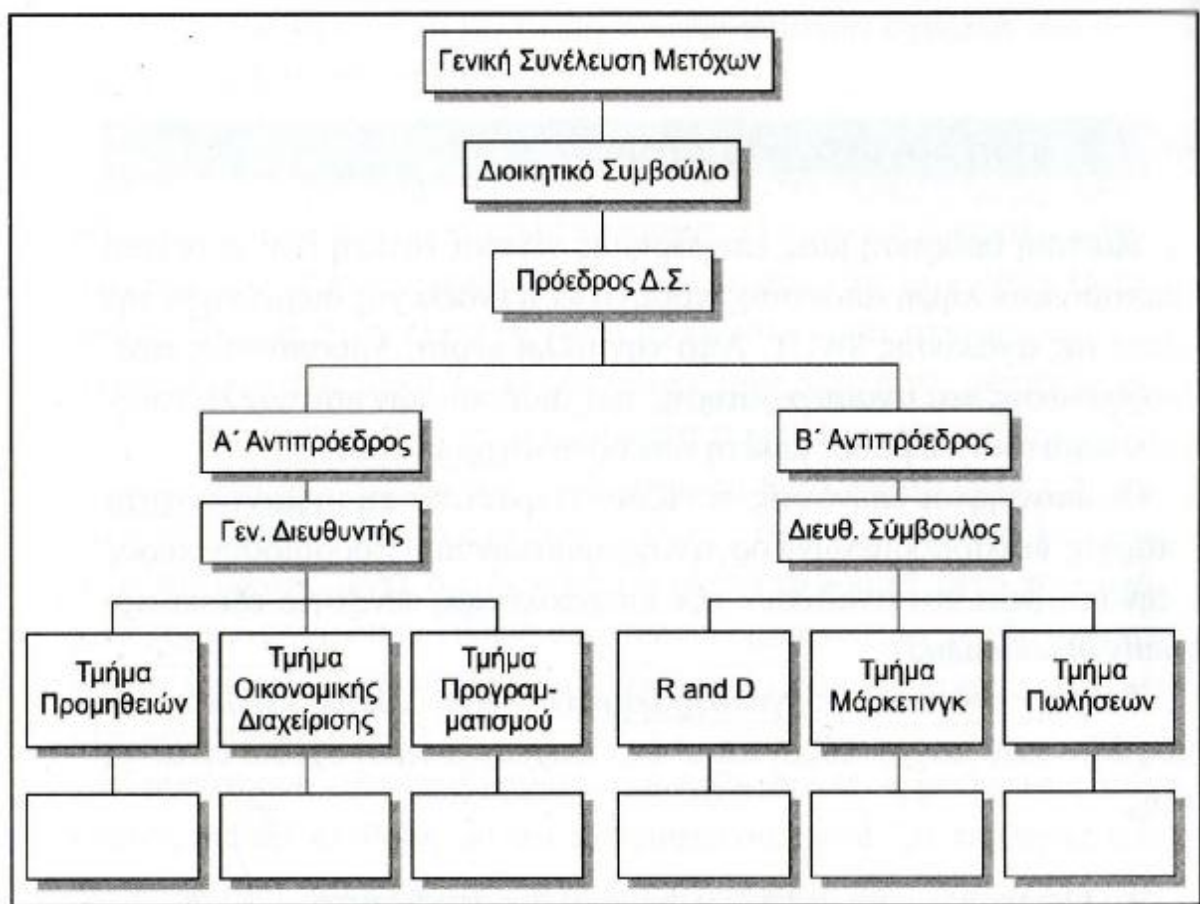 Γενική Συνέλευση Μετόχων
Διοικητικό Συμβούλιο
Πρόεδρος Δ.Σ.
Α΄ Αντιπρόεδρος
Β΄ Αντιπρόεδρος
Γεν. Διευθυντής
Διευθ. Σύμβουλος
Τμήμα
Προμηθειών
Τμήμα
Οικονομικής
Διαχείρισης
Τμήμα
Προγραμ-
ματισμού
R and D
Τμήμα
Μάρκετινγκ
Τμήμα
Πωλήσεων